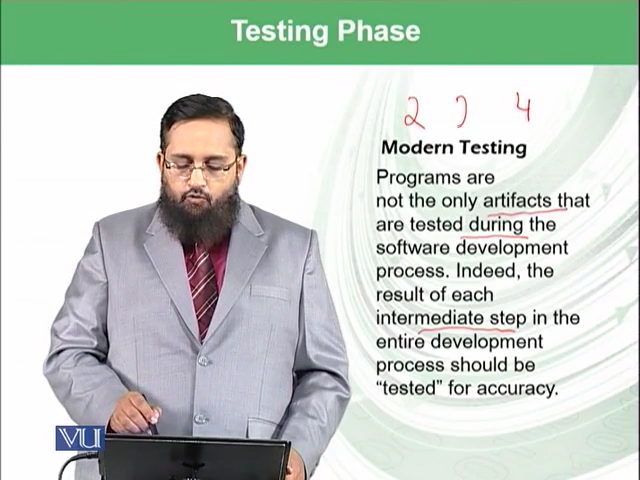 Testing Phase
2 ) 4
Modern Testing
Programs are
not the only artifacts that
are tested during the
software development
process. Indeed, the
result of each
intermediate step in the
entire development
process should be
“tested” for accuracy.
VU